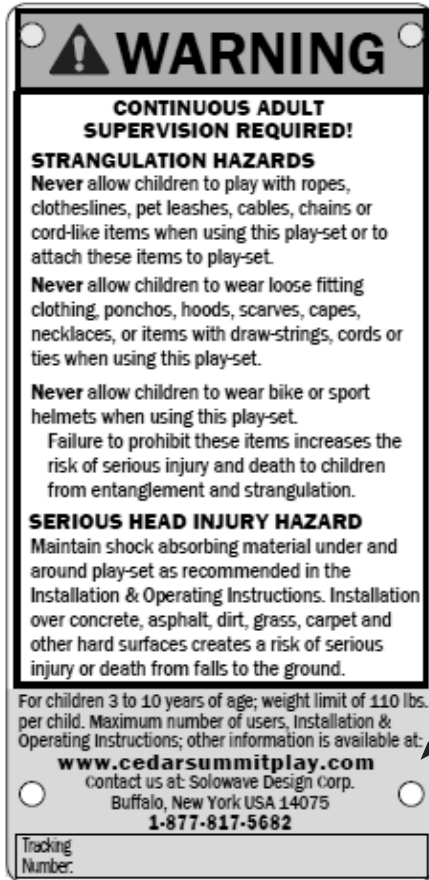 WARNING
CONTINUOUS ADULT
SUPERVISION REQUIRED!
STRANGULATION HAZARDS
Never allow children to play with ropes,
clotheslines, pet leashes, cables, chains or
cord-like items when using this play-set or to
attach these items to play-set.
Never allow children to wear loose fitting
clothing, ponchos, hoods, scarves, capes,
necklaces, or items with draw-strings, cords or
ties when using this play-set.
Never allow children to wear bike or sport
helmets when using this play-set.
Failure to prohibit these items increases the
risk of serious injury and death to children
from entanglement and strangulation.
SERIOUS HEAD INJURY HAZARD
Maintain shock absorbing material under and
around play-set as recommended in the
Installation & Operating Instructions. Installation
over concrete, asphalt, dirt, grass, carpet and
other hard surfaces creates a risk of serious
injury or death from falls to the ground.
For children 3 to 10 years of age; weight limit of 110 lbs.
per child. Maximum number of users, Installation &
Operating Instructions; other information is available at:
www.cedarsummitplay.com
Contact us at: Solowave Design Corp.
Buffalo, New York USA 14075
1-877-817-5682
Tracking
Number: